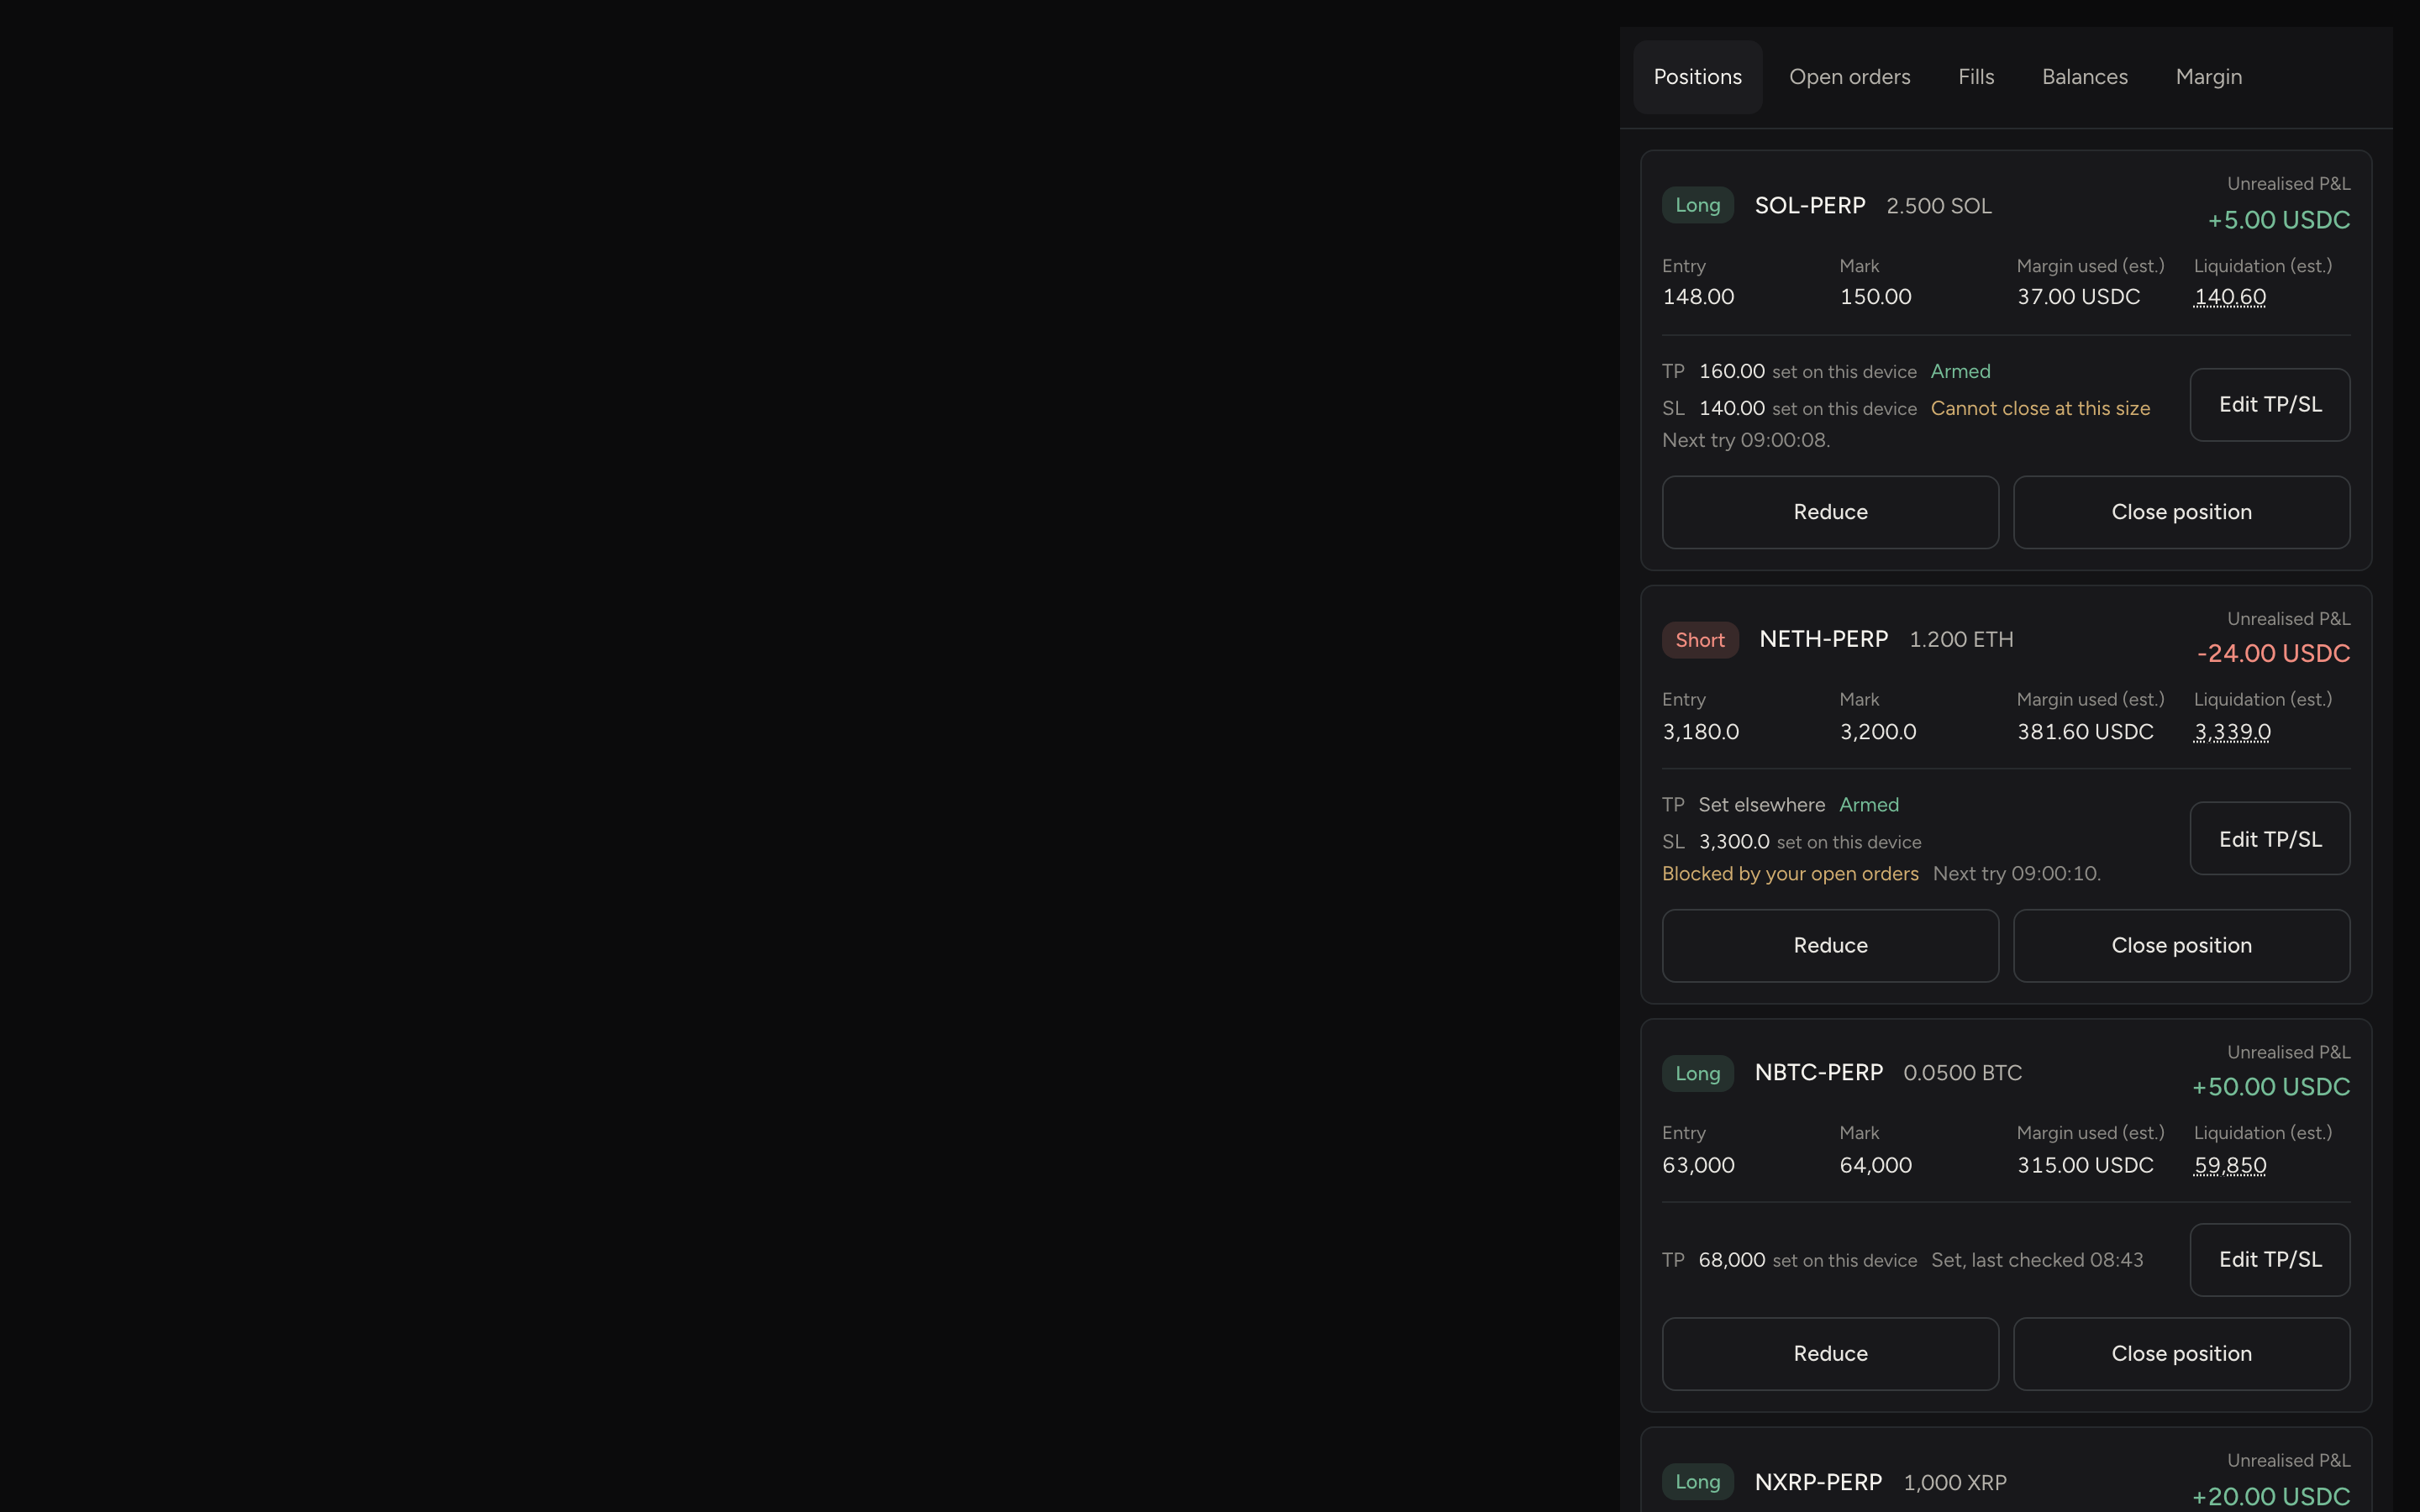 Positions Open orders Fills Balances Margin
Long SOL-PERP 2.500 SOL
Unrealised P&L
+5.00 USDC
Entry Mark Margin used (est.) Liquidation (est.)
148.00 150.00 37.00 USDC 140.60
TP 160.00 set on this device Armed
SL 140.00 set on this device Cannot close at this size
Next try 09:00:08.
Edit TP/SL
Reduce Close position
Short NETH-PERP 1.200 ETH
Unrealised P&L
-24.00 USDC
Entry Mark Margin used (est.) Liquidation (est.)
3,180.0 3,200.0 381.60 USDC 3,339.0
TP Set elsewhere Armed
SL 3,300.0 set on this device
Blocked by your open orders Next try 09:00:10.
Edit TP/SL
Reduce Close position
Long NBTC-PERP 0.0500 BTC
Unrealised P&L
+50.00 USDC
Entry Mark Margin used (est.) Liquidation (est.)
63,000 64,000 315.00 USDC 59,850
TP 68,000 set on this device Set, last checked 08:43
Edit TP/SL
Reduce Close position
Long NXRP-PERP 1,000 XRP
Unrealised P&L
+20.00 USDC